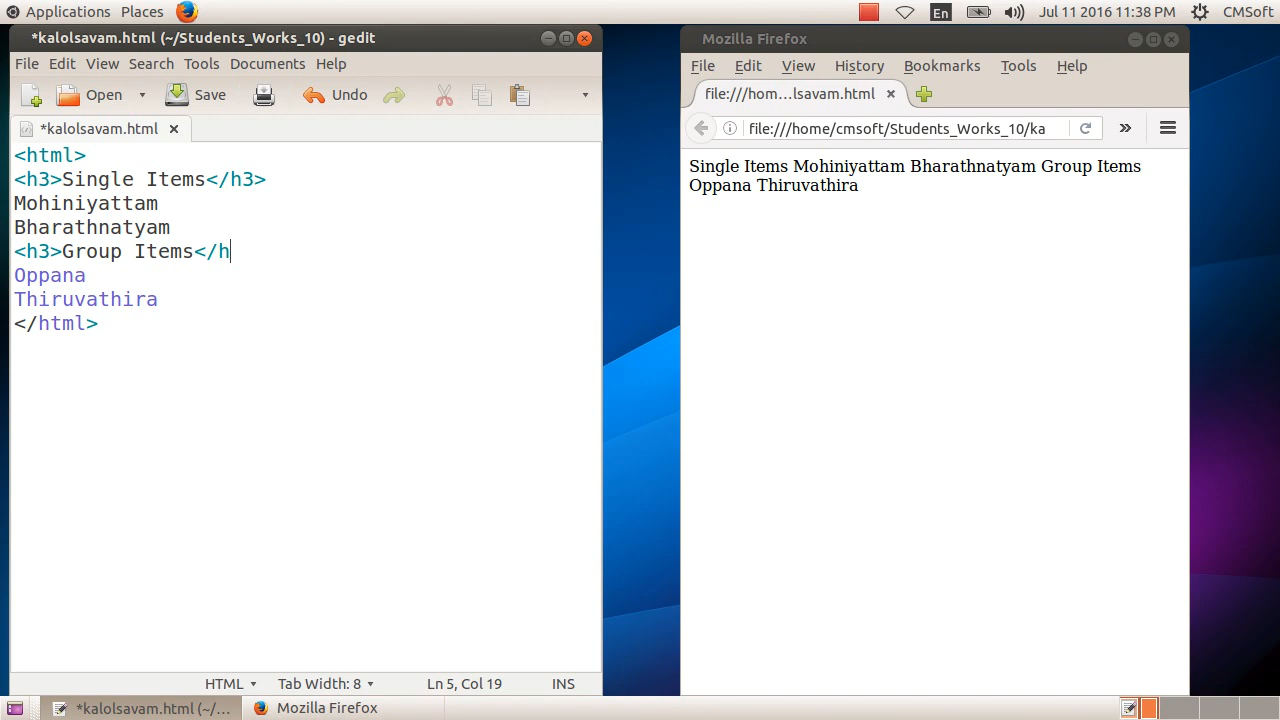 Applications Places En Jul 11 2016 11:38 PM CMSoft
*kalolsavam.html (~/Students_Works_10) - gedit
File Edit View Search Tools Documents Help
Open Save Undo
*kalolsavam.html
<html>
<h3>Single Items</h3>
Mohiniyattam
Bharathnatyam
<h3>Group Items</h
Oppana
Thiruvathira
</html>
HTML Tab Width: 8 Ln 5, Col 19 INS
Mozilla Firefox
File Edit View History Bookmarks Tools Help
file:///hom...lsavam.html
file:///home/cmsoft/Students_Works_10/ka
Single Items Mohiniyattam Bharathnatyam Group Items
Oppana Thiruvathira
*kalolsavam.html (~/... Mozilla Firefox